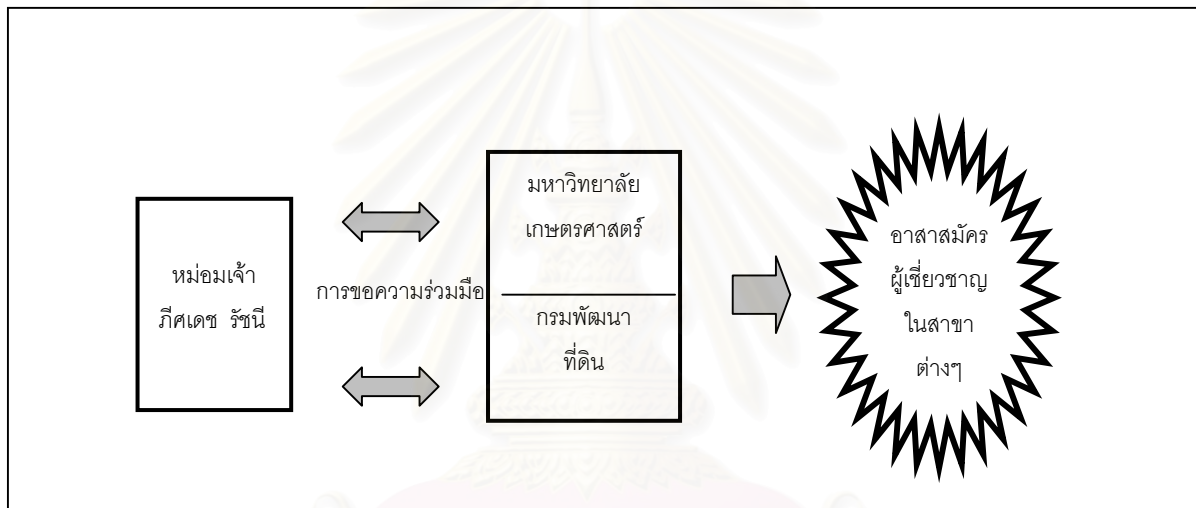 หม่อมเจ้า
ภีศเดช รัชนี
การขอความร่วมมือ
มหาวิทยาลัย
เกษตรศาสตร์
กรมพัฒนา
ที่ดิน
อาสาสมัคร
ผู้เชี่ยวชาญ
ในสาขา
ต่างๆ